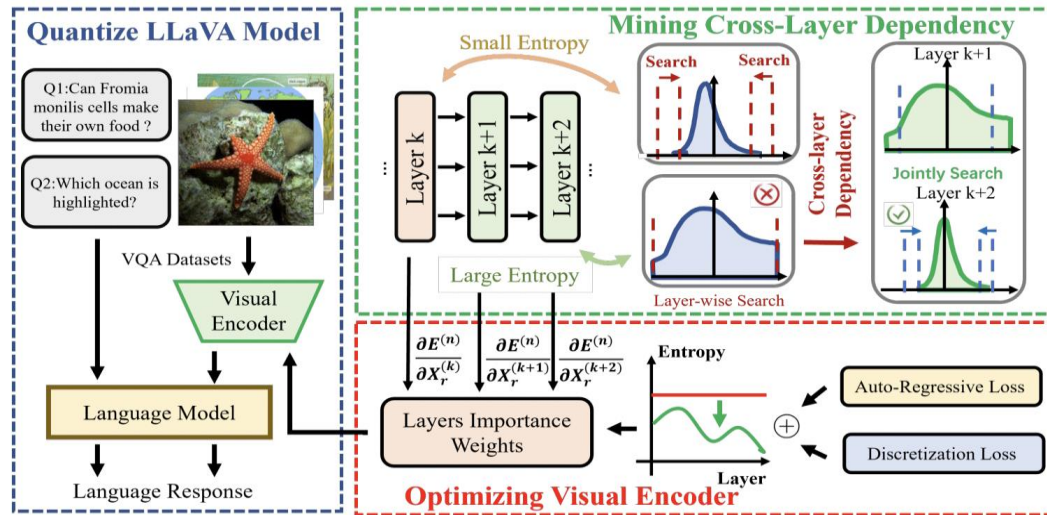 Quantize LLaVA Model
Q1:Can Fromia
monilis cells make
their own food ?
Q2:Which ocean is
highlighted?
VQA Datasets
Visual
Encoder
Language Model
Language Response
Mining Cross-Layer Dependency
Small Entropy
...
Layer k
Layer k+1
Layer k+2
...
Large Entropy
Search
Search
Layer-wise Search
Cross-layer
Dependency
Layer k+1
Jointly Search
Layer k+2
∂E^(n)
∂X_r^(k)
∂E^(n)
∂X_r^(k+1)
∂E^(n)
∂X_r^(k+2)
Layers Importance
Weights
Entropy
Layer
+
Auto-Regressive Loss
Discretization Loss
Optimizing Visual Encoder